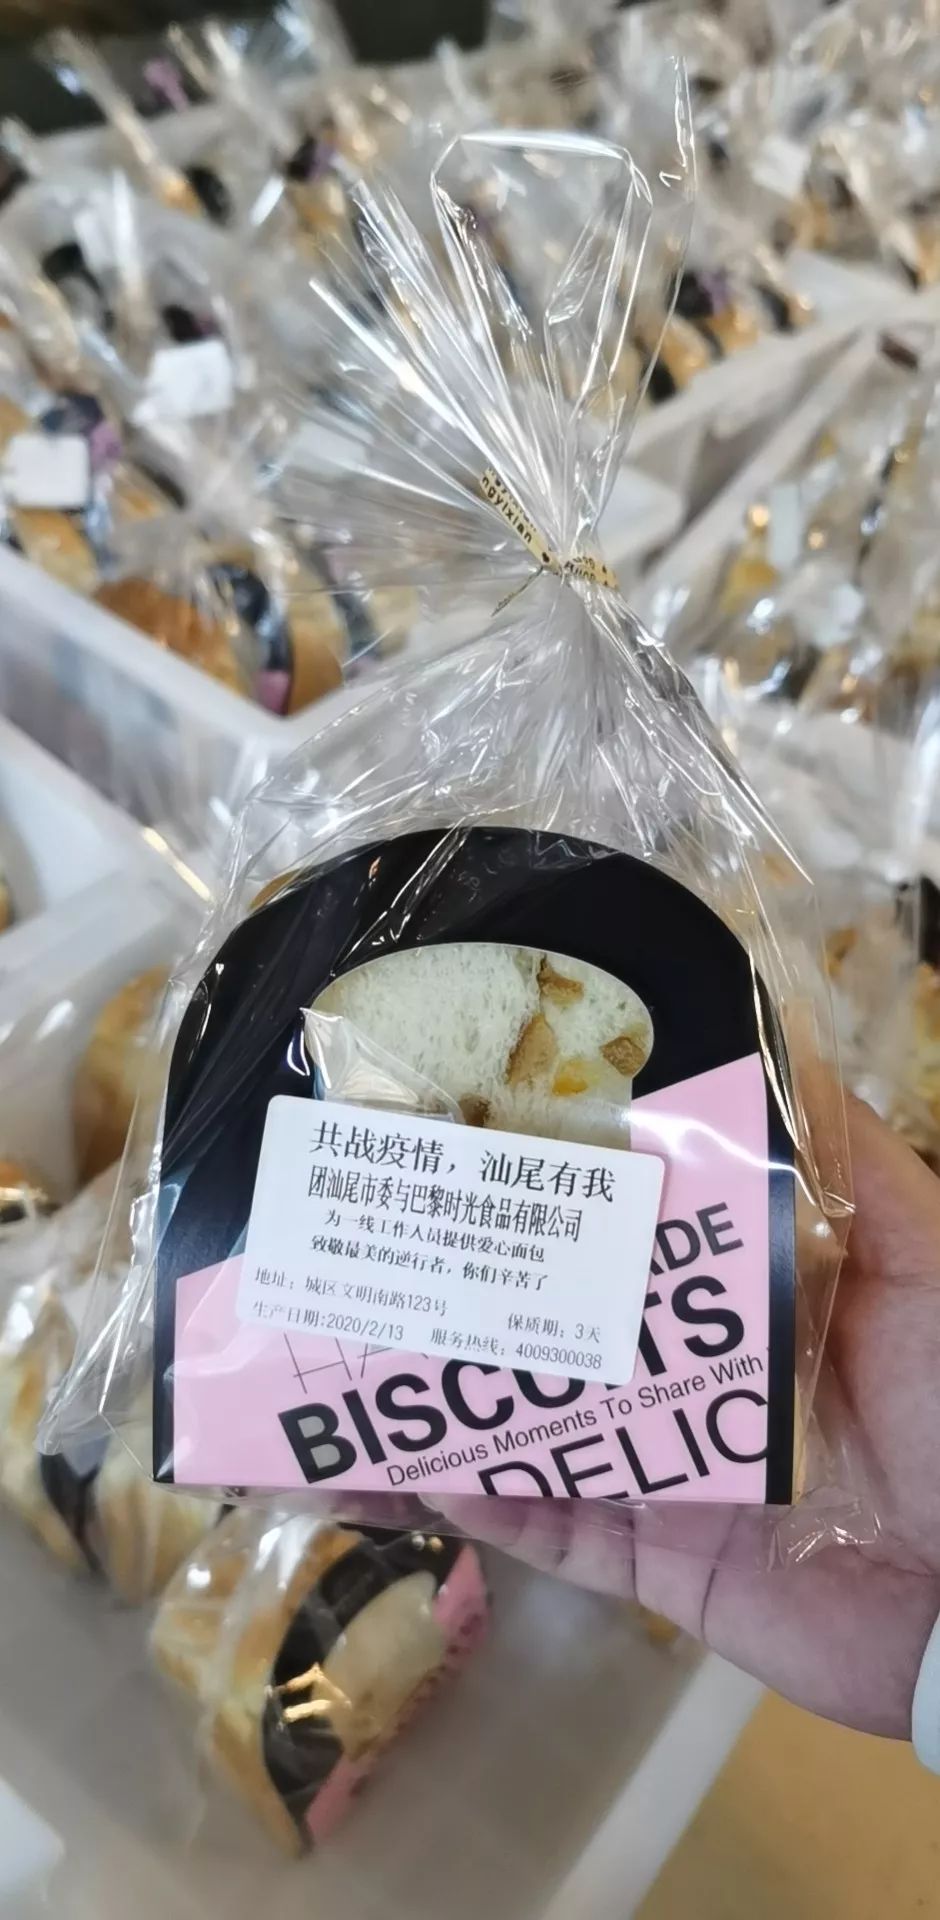 ngyixian
共战疫情，汕尾有我
团汕尾市委与巴黎时光食品有限公司
为一线工作人员提供爱心面包
致敬最美的逆行者，你们辛苦了
地址：城区文明南路123号
保质期：3天
生产日期:2020/2/13 服务热线：4009300038
ADE
BISCUITS
Delicious Moments To Share With
DELIC